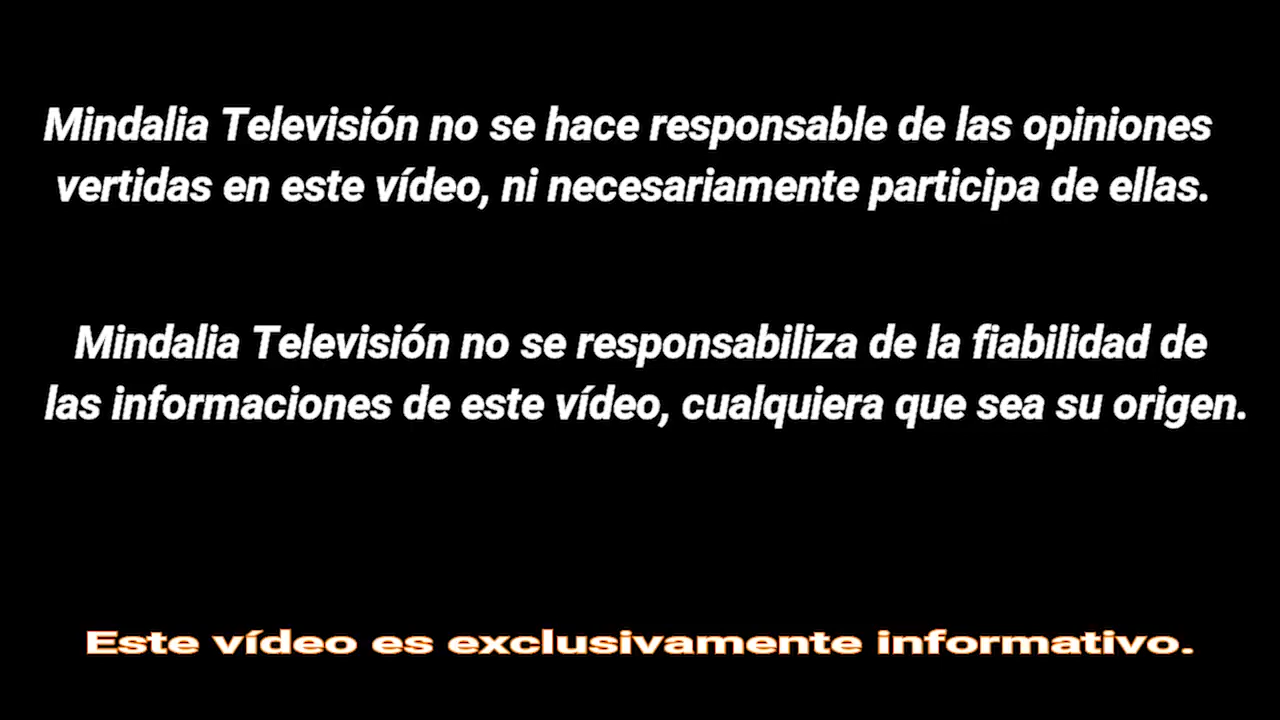 Mindalia Televisión no se hace responsable de las opiniones
vertidas en este vídeo, ni necesariamente participa de ellas.
Mindalia Televisión no se responsabiliza de la fiabilidad de
las informaciones de este vídeo, cualquiera que sea su origen.
Este vídeo es exclusivamente informativo.